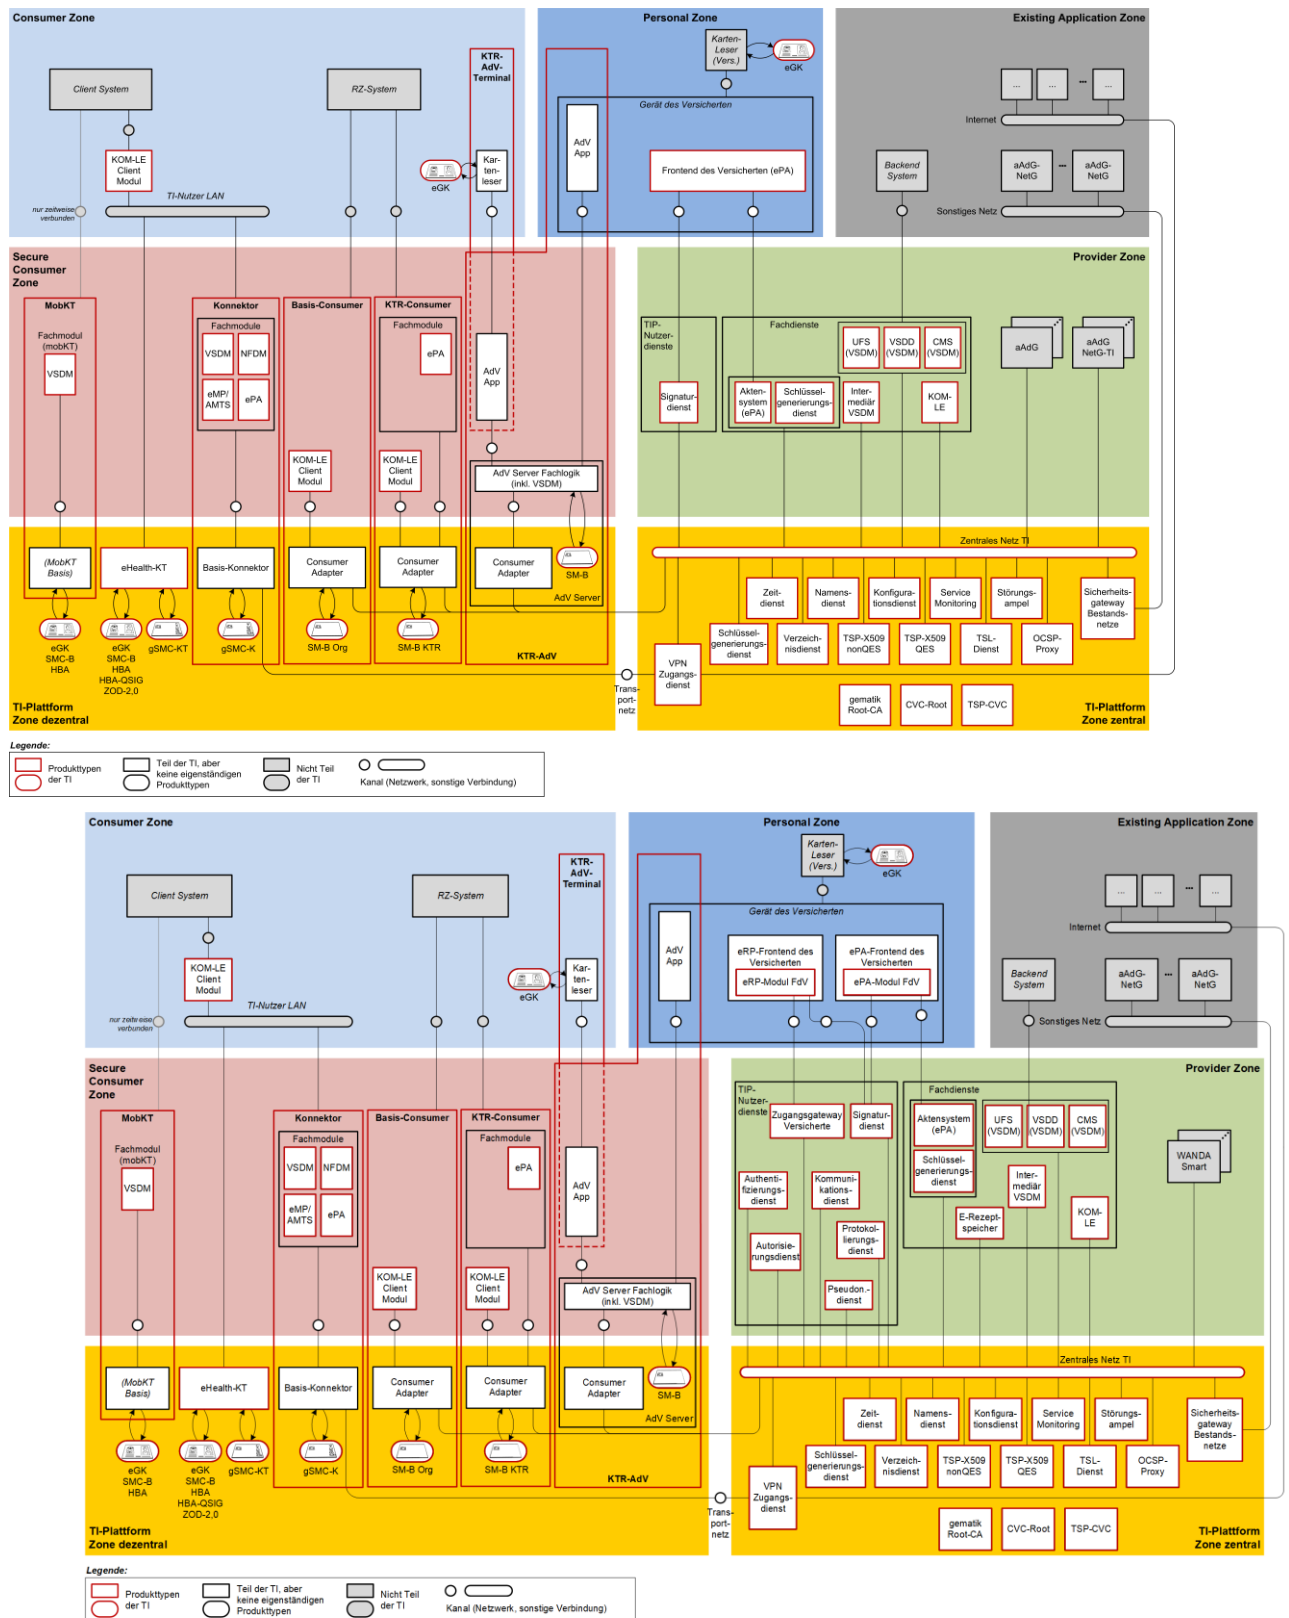 Consumer Zone
Personal Zone
Existing Application Zone
Client System
RZ-System
KTR-
AdV-
Terminal
Karten-
Leser
(Vers.)
eGK
Gerät des Versicherten
AdV
App
Frontend des Versicherten (ePA)
...
...
...
...
Internet
KOM-LE
Client
Modul
eGK
Kar-
ten-
leser
Backend
System
aAdG-
NetG
...
aAdG-
NetG
Sonstiges Netz
nur zeitweise
verbunden
TI-Nutzer LAN
Secure
Consumer
Zone
Provider Zone
MobKT
Fachmodul
(mobKT)
VSDM
Konnektor
Fachmodule
VSDM
NFDM
eMP/
AMTS
ePA
Basis-Consumer
KOM-LE
Client
Modul
KTR-Consumer
Fachmodule
ePA
KOM-LE
Client
Modul
AdV
App
AdV Server Fachlogik
(inkl. VSDM)
TIP-
Nutzer-
dienste
Signatur-
dienst
Fachdienste
UFS
(VSDM)
VSDD
(VSDM)
CMS
(VSDM)
Akten-
system
(ePA)
Schlüssel-
generierungs-
dienst
Inter-
mediär
VSDM
KOM-
LE
aAdG
aAdG
NetG-TI
(MobKT
Basis)
eHealth-KT
Basis-Konnektor
Consumer
Adapter
Consumer
Adapter
Consumer
Adapter
SM-B
AdV Server
KTR-AdV
eGK
SMC-B
HBA
eGK
SMC-B
HBA
HBA-QSIG
ZOD-2,0
gSMC-KT
gSMC-K
SM-B Org
SM-B KTR
TI-Plattform
Zone dezentral
Trans-
port-
netz
Zentrales Netz TI
Zeit-
dienst
Namens-
dienst
Konfigu-
rationsdienst
Service
Monitoring
Störungs-
ampel
Sicherheits-
gateway
Bestands-
netze
Schlüssel-
generierungs-
dienst
Verzeich-
nisdienst
TSP-X509
nonQES
TSP-X509
QES
TSL-
Dienst
OCSP-
Proxy
VPN
Zugangs-
dienst
gematik
Root-CA
CVC-Root
TSP-CVC
TI-Plattform
Zone zentral
Legende:
Produkttypen
der TI
Teil der TI, aber
keine eigenständigen
Produkttypen
Nicht Teil
der TI
Kanal (Netzwerk, sonstige Verbindung)
Consumer Zone
Personal Zone
Existing Application Zone
Client System
RZ-System
KTR-
AdV-
Terminal
Karten-
Leser
(Vers.)
eGK
Gerät des Versicherten
AdV
App
eRP-Frontend des
Versicherten
eRP-Modul FdV
ePA-Frontend des
Versicherten
ePA-Modul FdV
...
...
...
...
Internet
KOM-LE
Client
Modul
eGK
Kar-
ten-
leser
Backend
System
aAdG-
NetG
...
aAdG-
NetG
Sonstiges Netz
nur zeitweise
verbunden
TI-Nutzer LAN
Secure
Consumer
Zone
Provider Zone
MobKT
Fachmodul
(mobKT)
VSDM
Konnektor
Fachmodule
VSDM
NFDM
eMP/
AMTS
ePA
Basis-Consumer
KOM-LE
Client
Modul
KTR-Consumer
Fachmodule
ePA
KOM-LE
Client
Modul
AdV
App
AdV Server Fachlogik
(inkl. VSDM)
TIP-
Nutzer-
dienste
Zugangsgateway
Versicherte
Signatur-
dienst
Authenti-
fizierungs-
dienst
Kommuni-
kations-
dienst
Autorisie-
rungsdienst
Protokol-
lierungs-
dienst
Pseudon.-
dienst
Fachdienste
Aktensystem
(ePA)
UFS
(VSDM)
VSDD
(VSDM)
CMS
(VSDM)
Schlüssel-
generierungs-
dienst
Inter-
mediär
VSDM
E-Rezept-
speicher
KOM-
LE
WANDA
Smart
(MobKT
Basis)
eHealth-KT
Basis-Konnektor
Consumer
Adapter
Consumer
Adapter
Consumer
Adapter
SM-B
AdV Server
KTR-AdV
eGK
SMC-B
HBA
eGK
SMC-B
HBA
HBA-QSIG
ZOD-2,0
gSMC-KT
gSMC-K
SM-B Org
SM-B KTR
TI-Plattform
Zone dezentral
Trans-
port-
netz
Zentrales Netz TI
Zeit-
dienst
Namens-
dienst
Konfigu-
rationsdienst
Service
Monitoring
Störungs-
ampel
Sicherheits-
gateway
Bestands-
netze
Schlüssel-
generierungs-
dienst
Verzeich-
nisdienst
TSP-X509
nonQES
TSP-X509
QES
TSL-
Dienst
OCSP-
Proxy
VPN
Zugangs-
dienst
gematik
Root-CA
CVC-Root
TSP-CVC
TI-Plattform
Zone zentral
Legende:
Produkttypen
der TI
Teil der TI, aber
keine eigenständigen
Produkttypen
Nicht Teil
der TI
Kanal (Netzwerk, sonstige Verbindung)